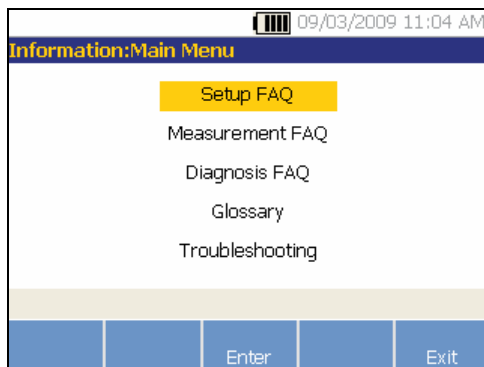 09/03/2009 11:04 AM
Information:Main Menu
Setup FAQ
Measurement FAQ
Diagnosis FAQ
Glossary
Troubleshooting
Enter Exit